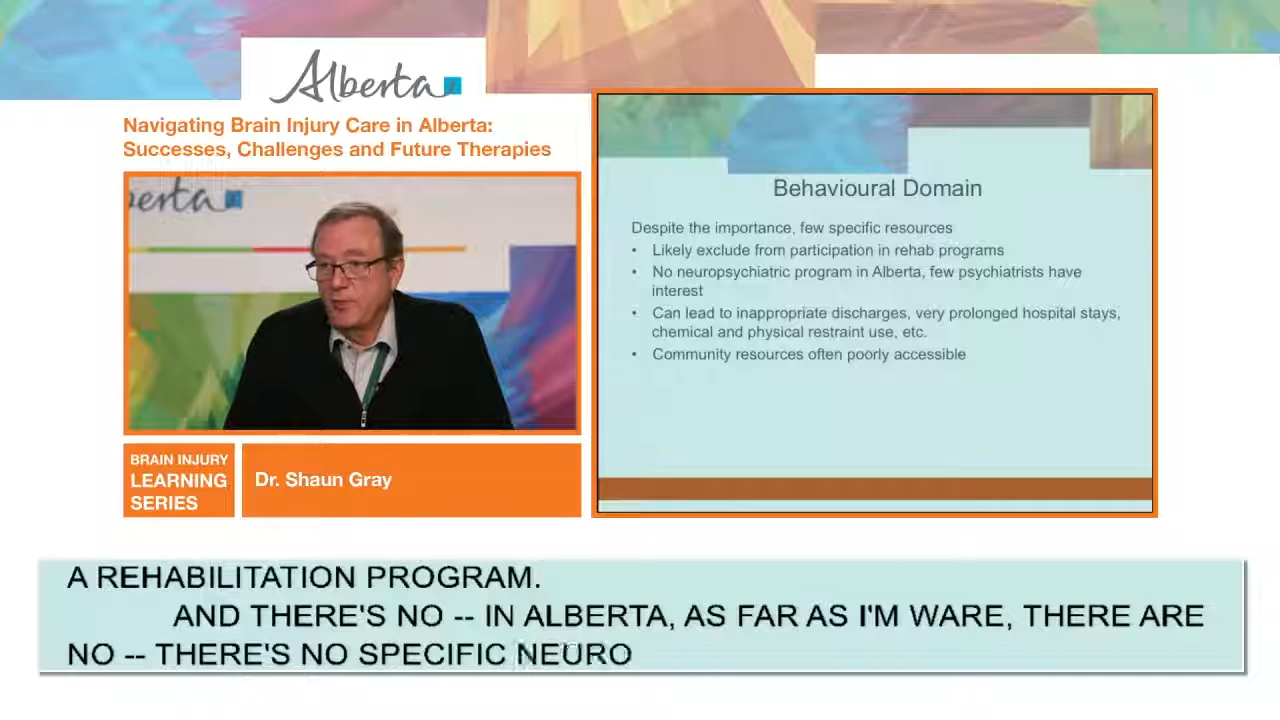 Alberta
Navigating Brain Injury Care in Alberta:
Successes, Challenges and Future Therapies
berta
BRAIN INJURY
LEARNING
SERIES
Dr. Shaun Gray
Behavioural Domain
Despite the importance, few specific resources
• Likely exclude from participation in rehab programs
• No neuropsychiatric program in Alberta, few psychiatrists have
interest
• Can lead to inappropriate discharges, very prolonged hospital stays,
chemical and physical restraint use, etc.
• Community resources often poorly accessible
A REHABILITATION PROGRAM.
AND THERE'S NO -- IN ALBERTA, AS FAR AS I'M WARE, THERE ARE
NO -- THERE'S NO SPECIFIC NEURO